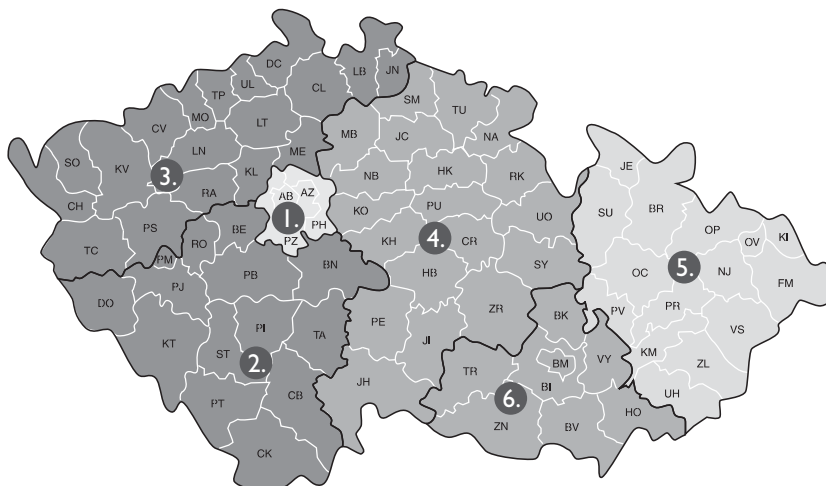 DC
LB
JN
UL
CL
TP
SM
MO
TU
CV
LT
MB
JC
NA
LN
ME
SO
KV
JE
3.
KL
NB
HK
RK
RA
AB
AZ
CH
SU
BR
KO
PU
UO
1.
PH
PS
OP
BE
4.
CR
KI
RO
PZ
KH
OV
TC
PM
BN
SY
OC
5.
NJ
PB
HB
FM
PJ
DO
PR
ZR
PV
BK
VS
PE
PI
TA
KT
JI
ST
KM
VY
2.
BM
ZL
TR
JH
BI
CB
UH
PT
6.
HO
ZN
BV
CK